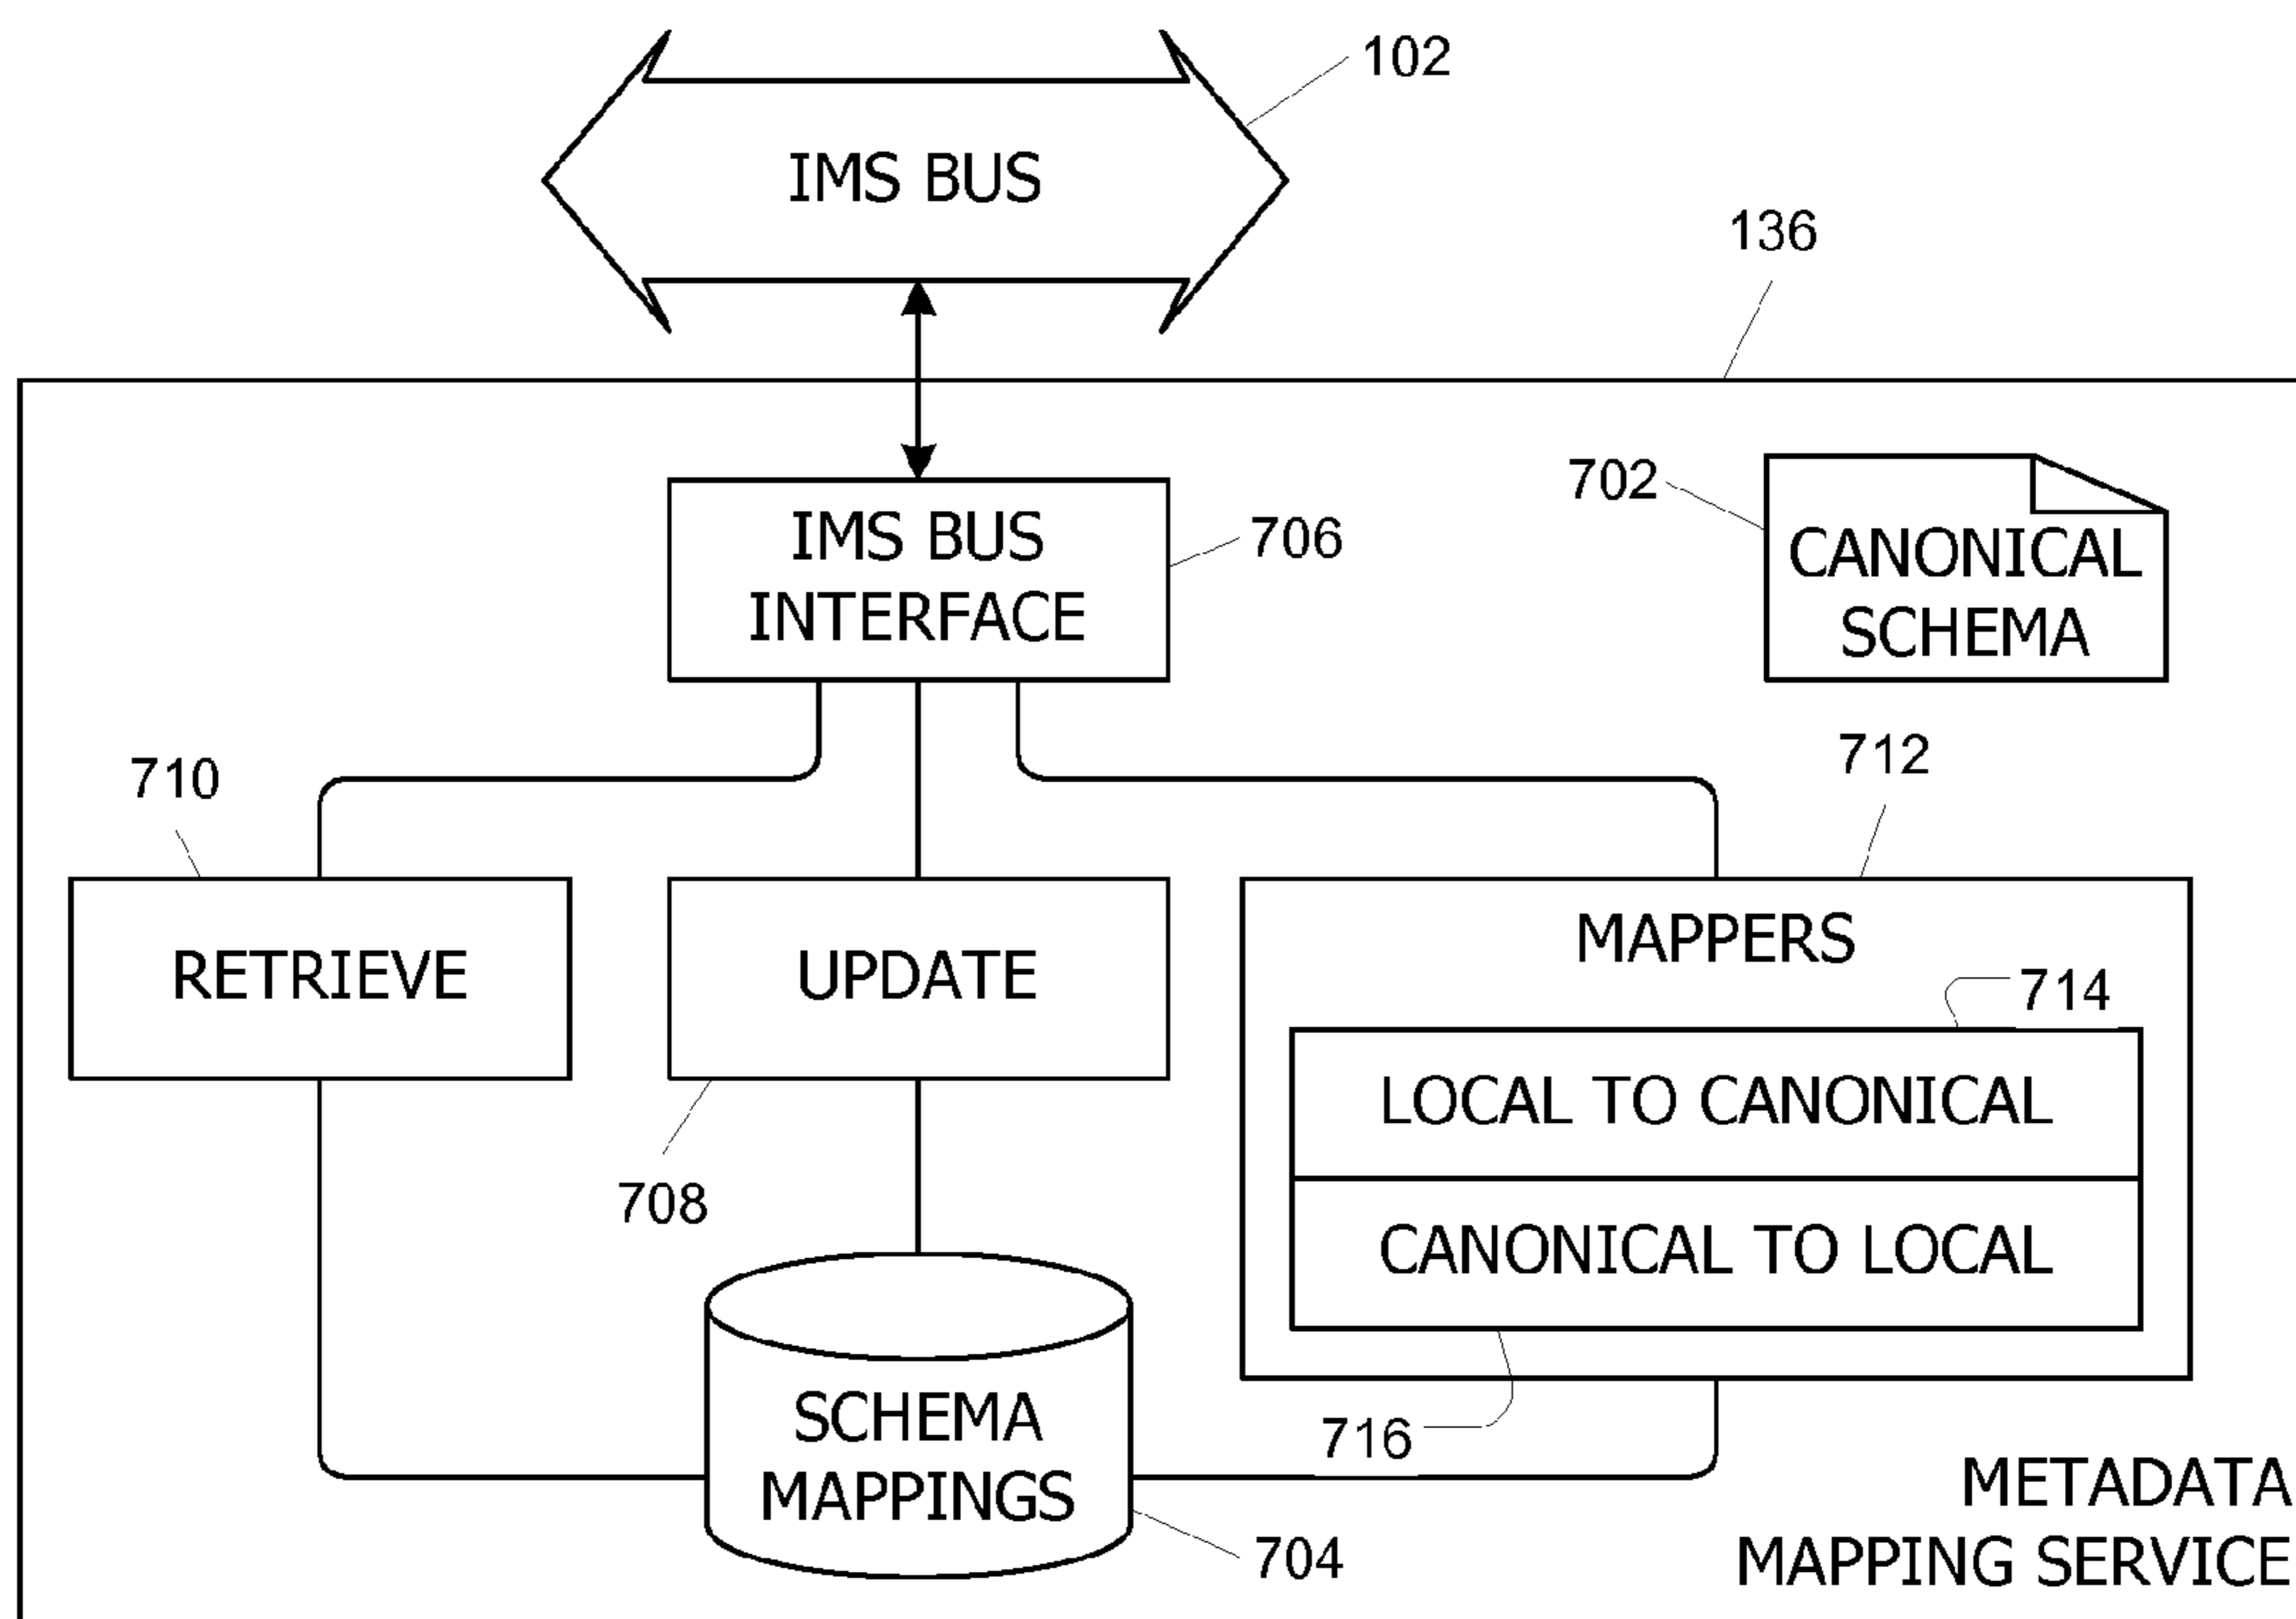 102
IMS BUS
136
IMS BUS
INTERFACE
706
702
CANONICAL
SCHEMA
710
712
RETRIEVE
UPDATE
MAPPERS
714
LOCAL TO CANONICAL
CANONICAL TO LOCAL
708
716
SCHEMA
MAPPINGS
704
METADATA
MAPPING SERVICE